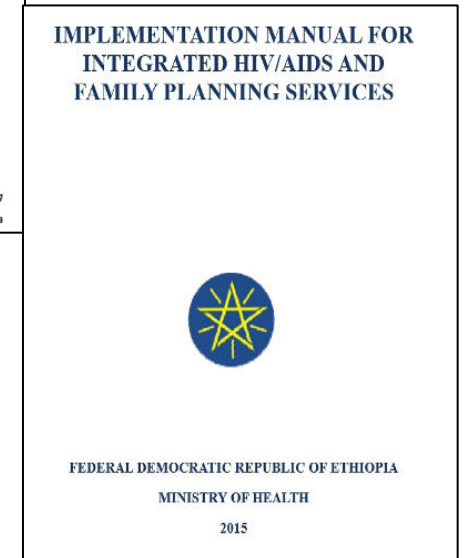 IMPLEMENTATION MANUAL FOR
INTEGRATED HIV/AIDS AND
FAMILY PLANNING SERVICES
FEDERAL DEMOCRATIC REPUBLIC OF ETHIOPIA
MINISTRY OF HEALTH
2015